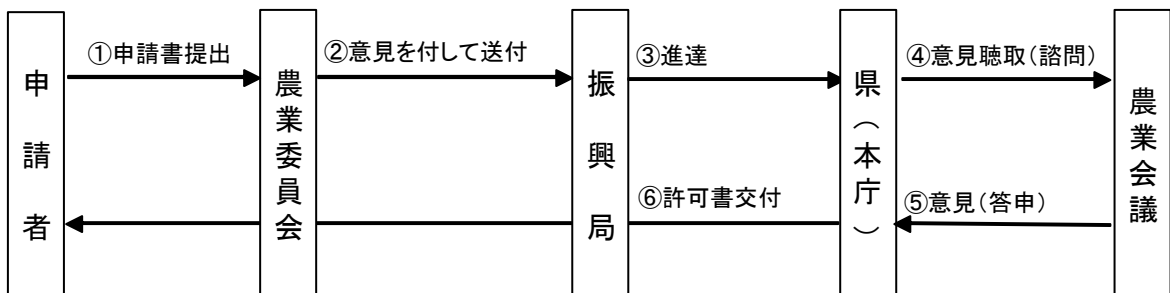 申請者
①申請書提出
農業委員会
②意見を付して送付
振興局
③進達
県(本庁)
④意見聴取(諮問)
農業会議
⑤意見(答申)
⑥許可書交付